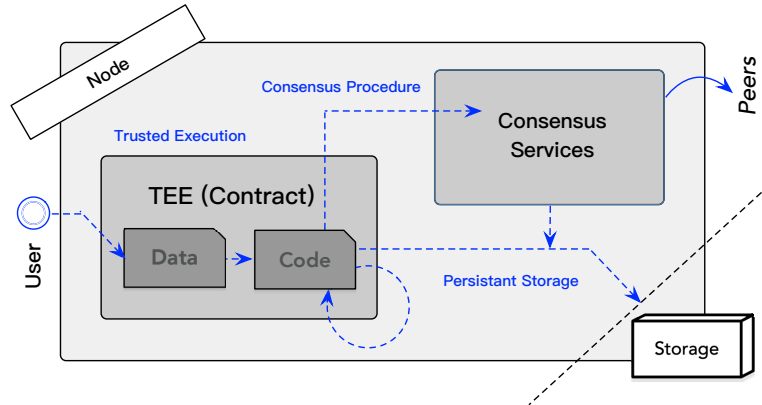 Node
Consensus Procedure
Peers
Consensus
Services
Trusted Execution
TEE (Contract)
User
Data
Code
Persistant Storage
Storage